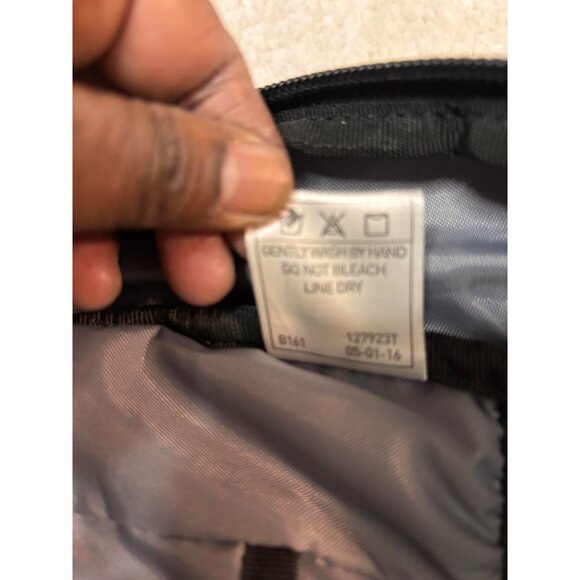 GENTLY WASH BY HAND
DO NOT BLEACH
LINE DRY
B161 127923T
05-01-16